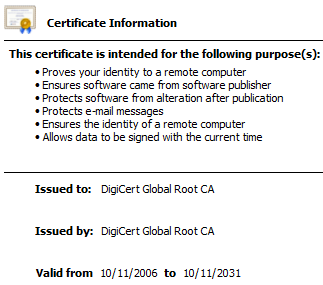 Certificate Information
This certificate is intended for the following purpose(s):
• Proves your identity to a remote computer
• Ensures software came from software publisher
• Protects software from alteration after publication
• Protects e-mail messages
• Ensures the identity of a remote computer
• Allows data to be signed with the current time
Issued to: DigiCert Global Root CA
Issued by: DigiCert Global Root CA
Valid from 10/11/2006 to 10/11/2031